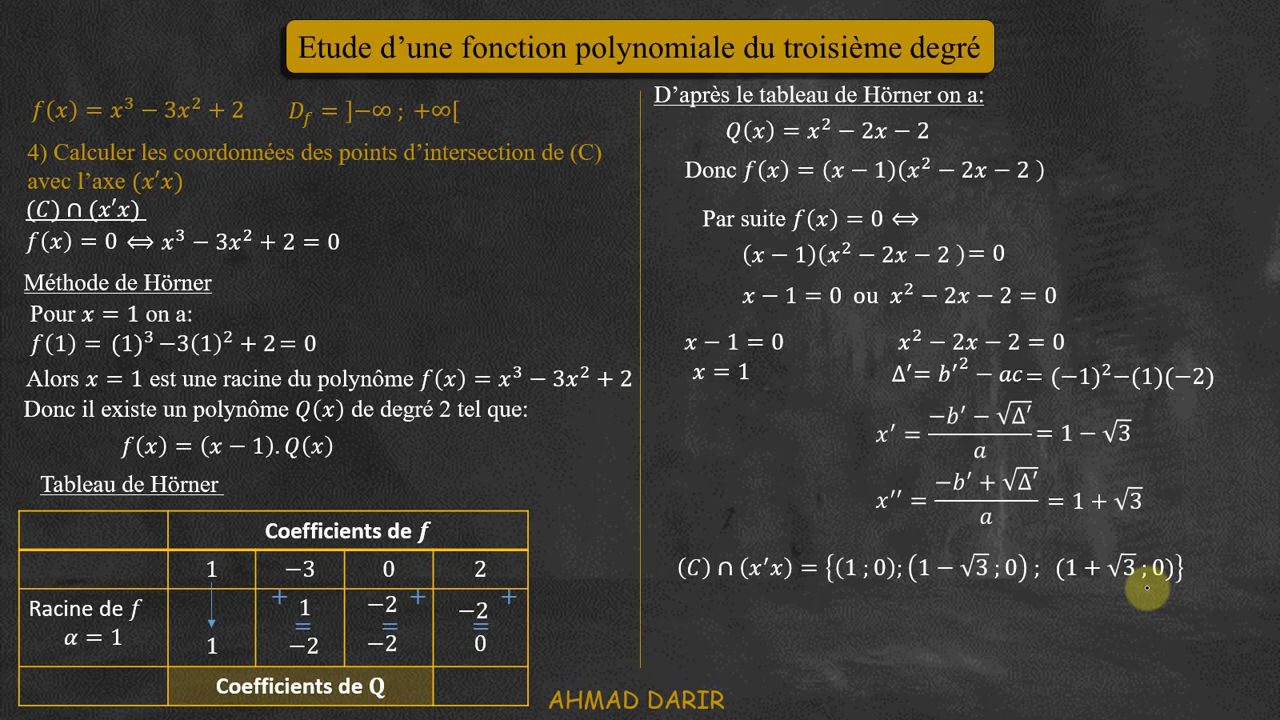 Etude d'une fonction polynomiale du troisième degré
f(x) = x³ − 3x² + 2 D_f = ]−∞ ; +∞[
4) Calculer les coordonnées des points d'intersection de (C)
avec l'axe (x′x)
(C) ∩ (x′x)
f(x) = 0 ⟺ x³ − 3x² + 2 = 0
Méthode de Hörner
Pour x = 1 on a:
f(1) = (1)³ −3(1)² + 2 = 0
Alors x = 1 est une racine du polynôme f(x) = x³ − 3x² + 2
Donc il existe un polynôme Q(x) de degré 2 tel que:
f(x) = (x − 1). Q(x)
Tableau de Hörner
Coefficients de f
1 −3 0 2
Racine de f + 1 −2 + −2 +
= = =
α = 1 1 −2 −2 0
Coefficients de Q
D'après le tableau de Hörner on a:
Q(x) = x² − 2x − 2
Donc f(x) = (x − 1)(x² − 2x − 2 )
Par suite f(x) = 0 ⟺
(x − 1)(x² − 2x − 2 )= 0
x − 1 = 0 ou x² − 2x − 2 = 0
x − 1 = 0 x² − 2x − 2 = 0
x = 1 Δ′= b′² − ac = (−1)²−(1)(−2)
x′ = (−b′ − √Δ′)/a = 1 − √3
x′′ = (−b′ + √Δ′)/a = 1 + √3
(C) ∩ (x′x) = {(1 ; 0); (1 − √3 ; 0) ; (1 + √3 ; 0)}
AHMAD DARIR